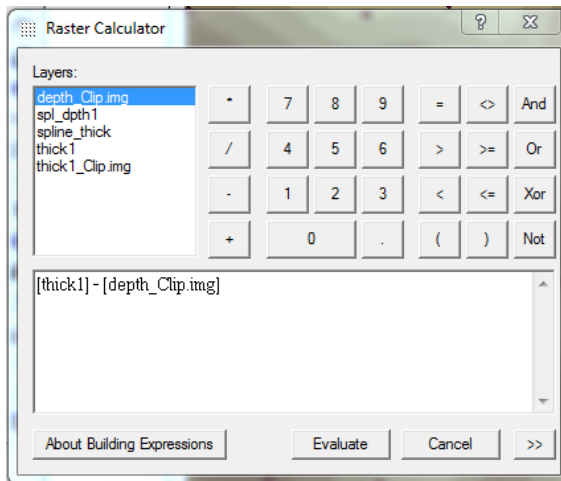 Raster Calculator ?
Layers:
depth_Clip.img
spl_dpth1
spline_thick
thick1
thick1_Clip.img
* 7 8 9 = <> And
/ 4 5 6 > >= Or
- 1 2 3 < <= Xor
+ 0 . ( ) Not
[thick1] - [depth_Clip.img]
About Building Expressions Evaluate Cancel >>